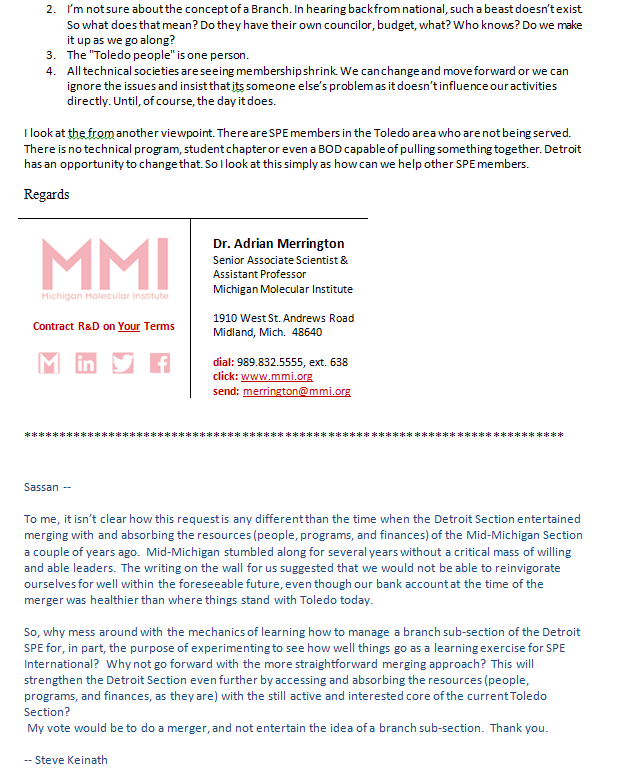 2. I'm not sure about the concept of a Branch. In hearing back from national, such a beast doesn't exist.
So what does that mean? Do they have their own councilor, budget, what? Who knows? Do we make
it up as we go along?
3. The "Toledo people" is one person.
4. All technical societies are seeing membership shrink. We can change and move forward or we can
ignore the issues and insist that its someone else's problem as it doesn't influence our activities
directly. Until, of course, the day it does.
I look at the from another viewpoint. There are SPE members in the Toledo area who are not being served.
There is no technical program, student chapter or even a BOD capable of pulling something together. Detroit
has an opportunity to change that. So I look at this simply as how can we help other SPE members.
Regards
MMI
Michigan Molecular Institute
Contract R&D on Your Terms
M in f
Dr. Adrian Merrington
Senior Associate Scientist &
Assistant Professor
Michigan Molecular Institute
1910 West St. Andrews Road
Midland, Mich. 48640
dial: 989.832.5555, ext. 638
click: www.mmi.org
send: merrington@mmi.org
******************************************************************************
Sassan --
To me, it isn't clear how this request is any different than the time when the Detroit Section entertained
merging with and absorbing the resources (people, programs, and finances) of the Mid-Michigan Section
a couple of years ago. Mid-Michigan stumbled along for several years without a critical mass of willing
and able leaders. The writing on the wall for us suggested that we would not be able to reinvigorate
ourselves for well within the foreseeable future, even though our bank account at the time of the
merger was healthier than where things stand with Toledo today.
So, why mess around with the mechanics of learning how to manage a branch sub-section of the Detroit
SPE for, in part, the purpose of experimenting to see how well things go as a learning exercise for SPE
International? Why not go forward with the more straightforward merging approach? This will
strengthen the Detroit Section even further by accessing and absorbing the resources (people,
programs, and finances, as they are) with the still active and interested core of the current Toledo
Section?
My vote would be to do a merger, and not entertain the idea of a branch sub-section. Thank you.
-- Steve Keinath